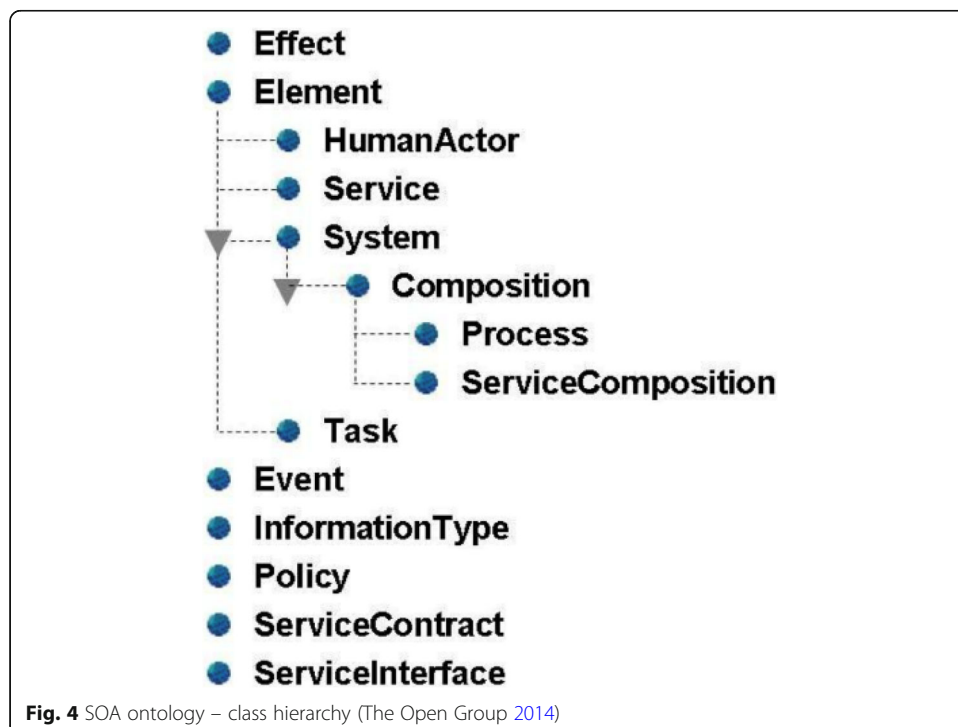 Effect
Element
HumanActor
Service
System
Composition
Process
ServiceComposition
Task
Event
InformationType
Policy
ServiceContract
ServiceInterface
Fig. 4 SOA ontology – class hierarchy (The Open Group 2014)